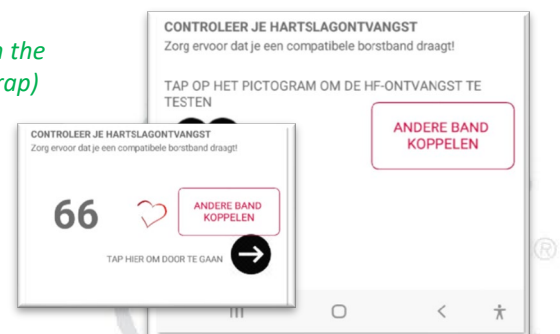 n the
rap)
CONTROLEER JE HARTSLAGONTVANGST
Zorg ervoor dat je een compatibele borstband draagt!
TAP OP HET PICTOGRAM OM DE HF-ONTVANGST TE
TESTEN
ANDERE BAND
KOPPELEN
CONTROLEER JE HARTSLAGONTVANGST
Zorg ervoor dat je een compatibele borstband draagt!
66
ANDERE BAND
KOPPELEN
TAP HIER OM DOOR TE GAAN
®